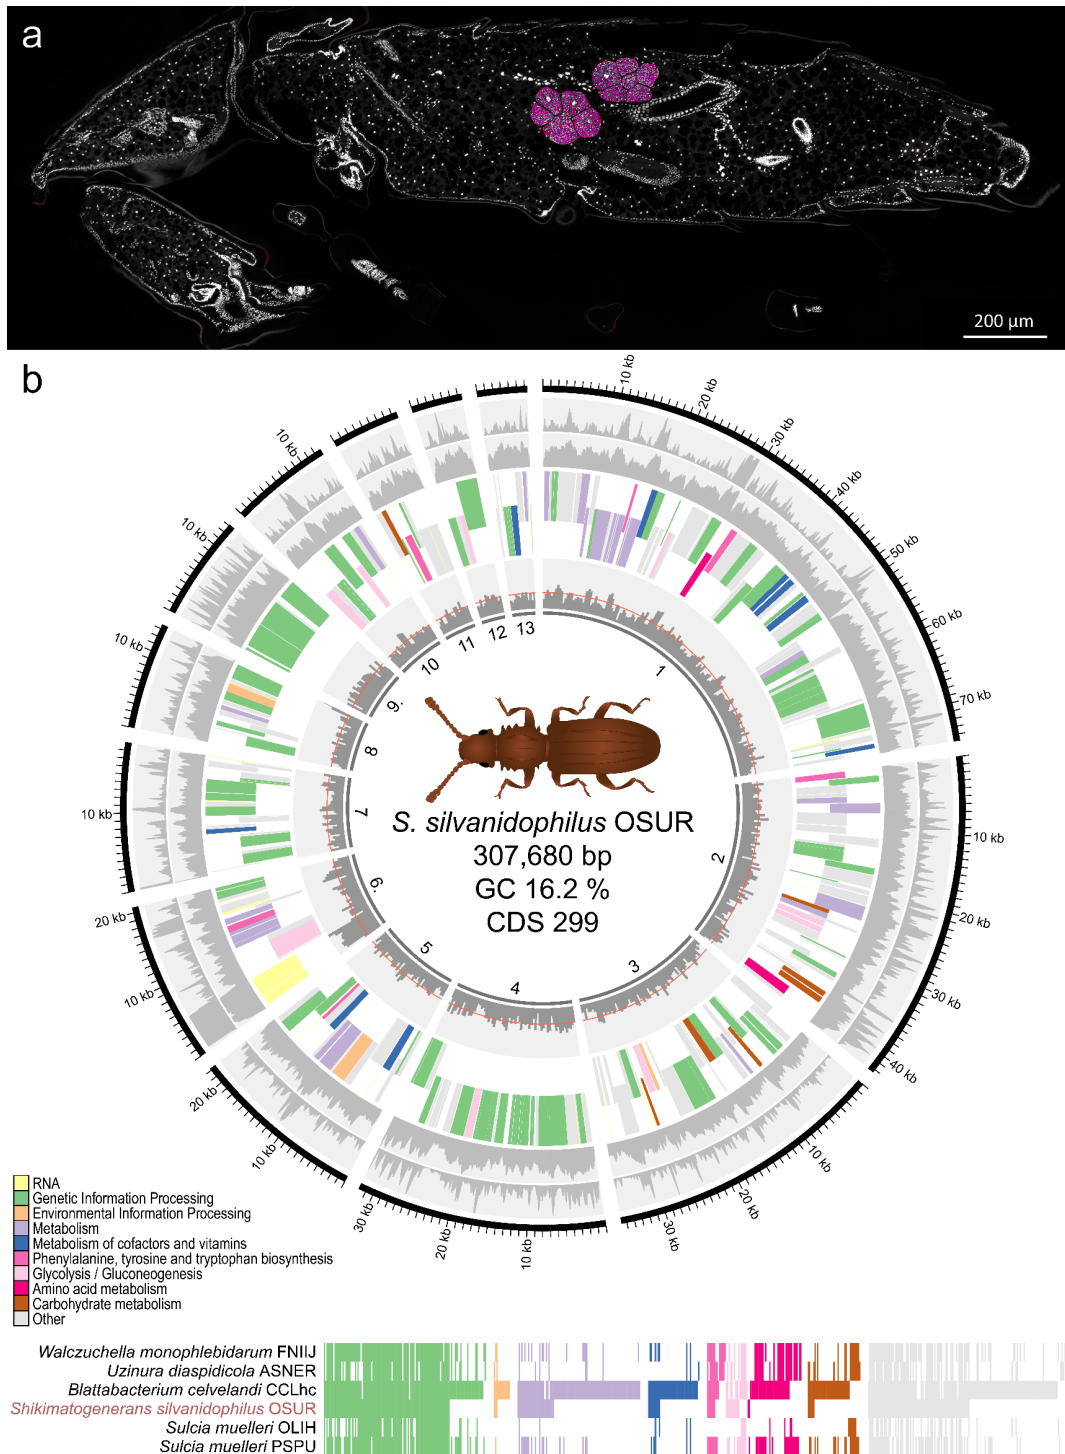 a
200 µm
b
10 kb
20 kb
30 kb
40 kb
50 kb
60 kb
70 kb
10 kb
20 kb
30 kb
40 kb
10 kb
20 kb
30 kb
10 kb
20 kb
30 kb
10 kb
20 kb
10 kb
20 kb
10 kb
10 kb
10 kb
10 kb
1
2
3
4
5
6.
7
8
9.
10
11
12
13
S. silvanidophilus OSUR
307,680 bp
GC 16.2 %
CDS 299
RNA
Genetic Information Processing
Environmental Information Processing
Metabolism
Metabolism of cofactors and vitamins
Phenylalanine, tyrosine and tryptophan biosynthesis
Glycolysis / Gluconeogenesis
Amino acid metabolism
Carbohydrate metabolism
Other
Walczuchella monophlebidarum FNIIJ
Uzinura diaspidicola ASNER
Blattabacterium celvelandi CCLhc
Shikimatogenerans silvanidophilus OSUR
Sulcia muelleri OLIH
Sulcia muelleri PSPU